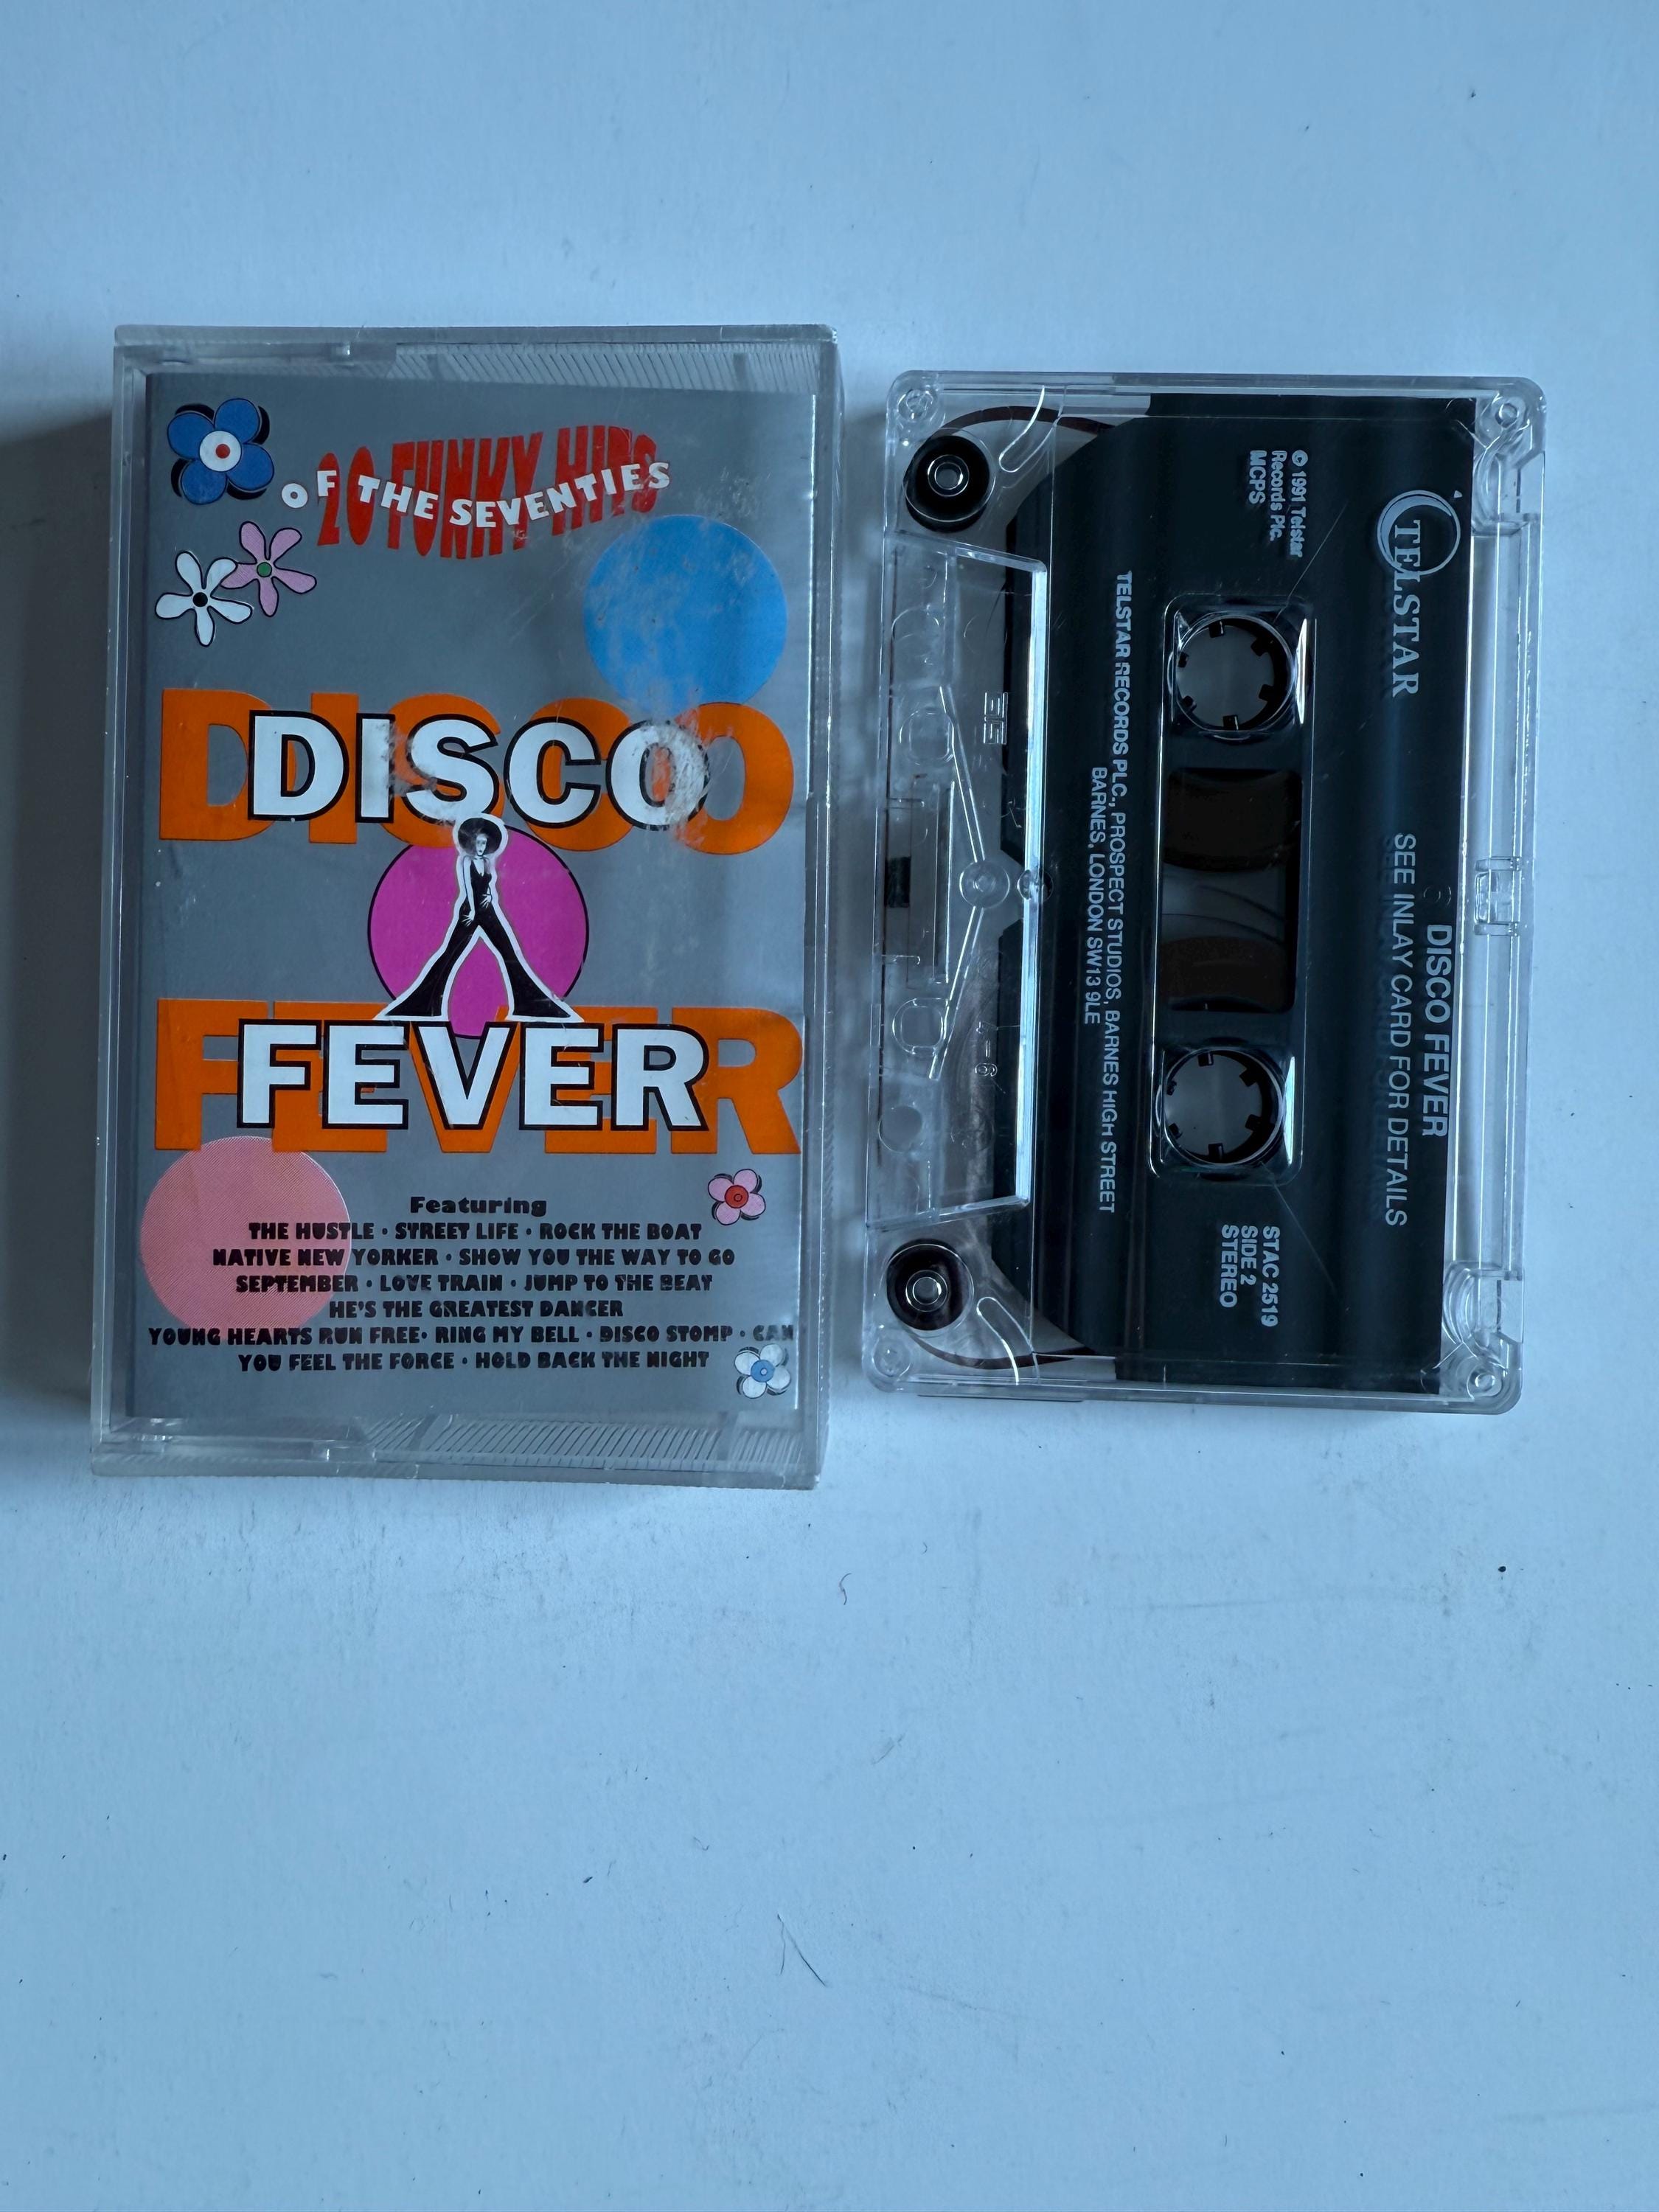 20 FUNKY HITS
OF THE SEVENTIES
DISCO
DISCO
FEVER
FEVER
Featuring
THE HUSTLE · STREET LIFE · ROCK THE BOAT
NATIVE NEW YORKER · SHOW YOU THE WAY TO GO
SEPTEMBER · LOVE TRAIN · JUMP TO THE BEAT
HE'S THE GREATEST DANCER
YOUNG HEARTS RUN FREE · RING MY BELL · DISCO STOMP · CAN
YOU FEEL THE FORCE · HOLD BACK THE NIGHT
TELSTAR
DISCO FEVER
SEE INLAY CARD FOR DETAILS
© 1991 Telstar
Records Plc.
MCPS
STAC 2519
SIDE 2
STEREO
TELSTAR RECORDS PLC., PROSPECT STUDIOS, BARNES HIGH STREET
BARNES, LONDON SW13 9LE